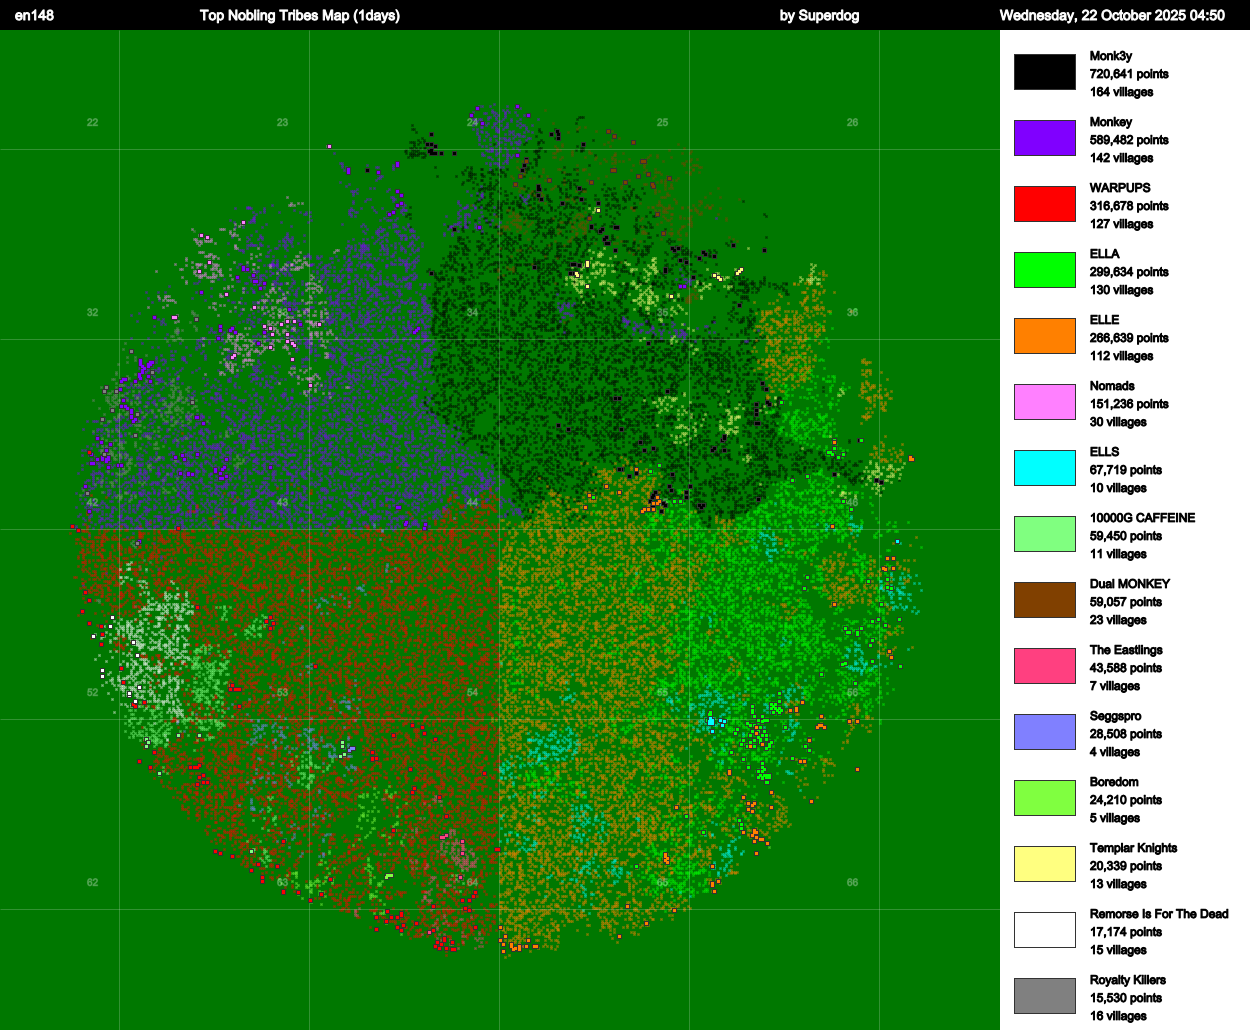 en148 Top Nobling Tribes Map (1days) by Superdog Wednesday, 22 October 2025 04:50
22 23 24 25 26
32 34 35 36
42 43 44
52 53 54 55 56
62 63 64 65 66
Monk3y
720,641 points
164 villages
Monkey
589,482 points
142 villages
WARPUPS
316,678 points
127 villages
ELLA
299,634 points
130 villages
ELLE
266,639 points
112 villages
Nomads
151,236 points
30 villages
ELLS
67,719 points
10 villages
10000G CAFFEINE
59,450 points
11 villages
Dual MONKEY
59,057 points
23 villages
The Eastlings
43,588 points
7 villages
Seggspro
28,508 points
4 villages
Boredom
24,210 points
5 villages
Templar Knights
20,339 points
13 villages
Remorse Is For The Dead
17,174 points
15 villages
Royalty Killers
15,530 points
16 villages